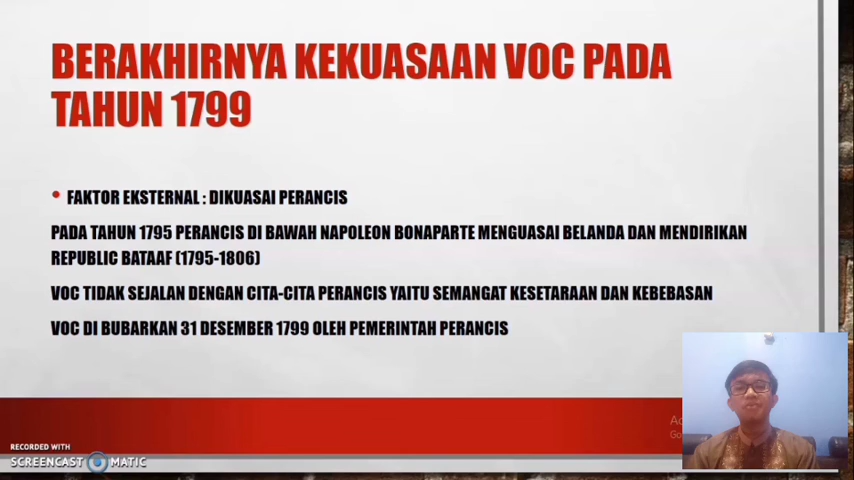 BERAKHIRNYA KEKUASAAN VOC PADA
TAHUN 1799
• FAKTOR EKSTERNAL : DIKUASAI PERANCIS
PADA TAHUN 1795 PERANCIS DI BAWAH NAPOLEON BONAPARTE MENGUASAI BELANDA DAN MENDIRIKAN
REPUBLIC BATAAF (1795-1806)
VOC TIDAK SEJALAN DENGAN CITA-CITA PERANCIS YAITU SEMANGAT KESETARAAN DAN KEBEBASAN
VOC DI BUBARKAN 31 DESEMBER 1799 OLEH PEMERINTAH PERANCIS
RECORDED WITH
SCREENCAST MATIC